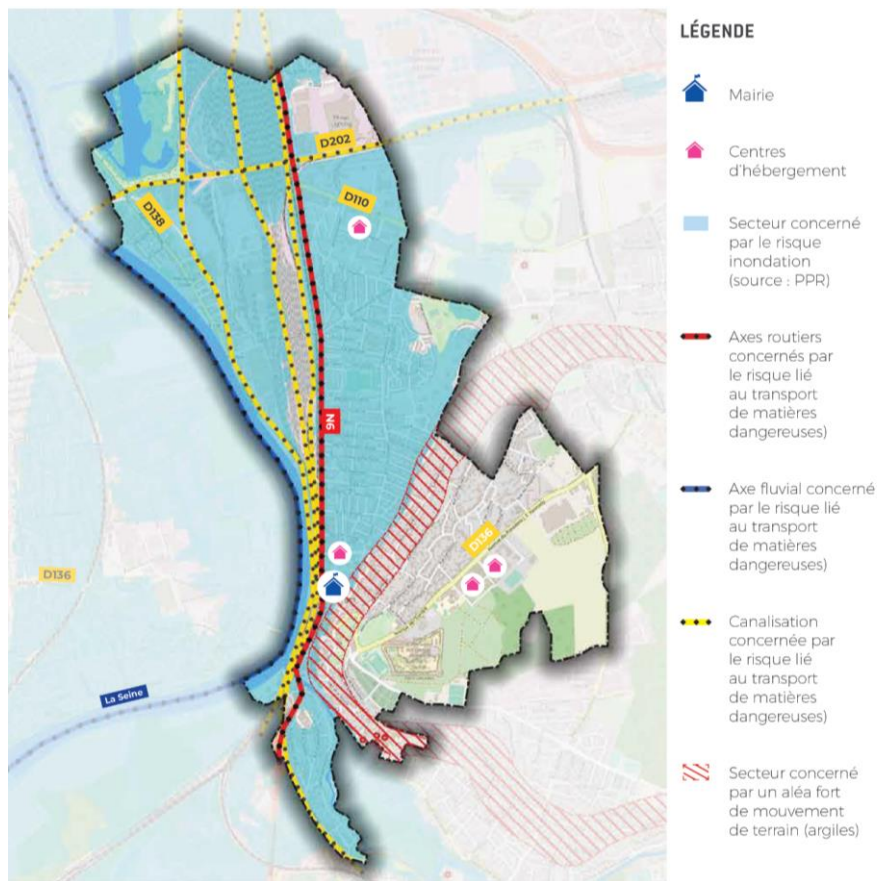 D202
D110
D138
N6
D136
D136
La Seine
LÉGENDE
Mairie
Centres
d'hébergement
Secteur concerné
par le risque
inondation
(source : PPR)
Axes routiers
concernés par
le risque lié
au transport
de matières
dangereuses)
Axe fluvial concerné
par le risque lié
au transport
de matières
dangereuses)
Canalisation
concernée par
le risque lié
au transport
de matières
dangereuses)
Secteur concerné
par un aléa fort
de mouvement
de terrain (argiles)